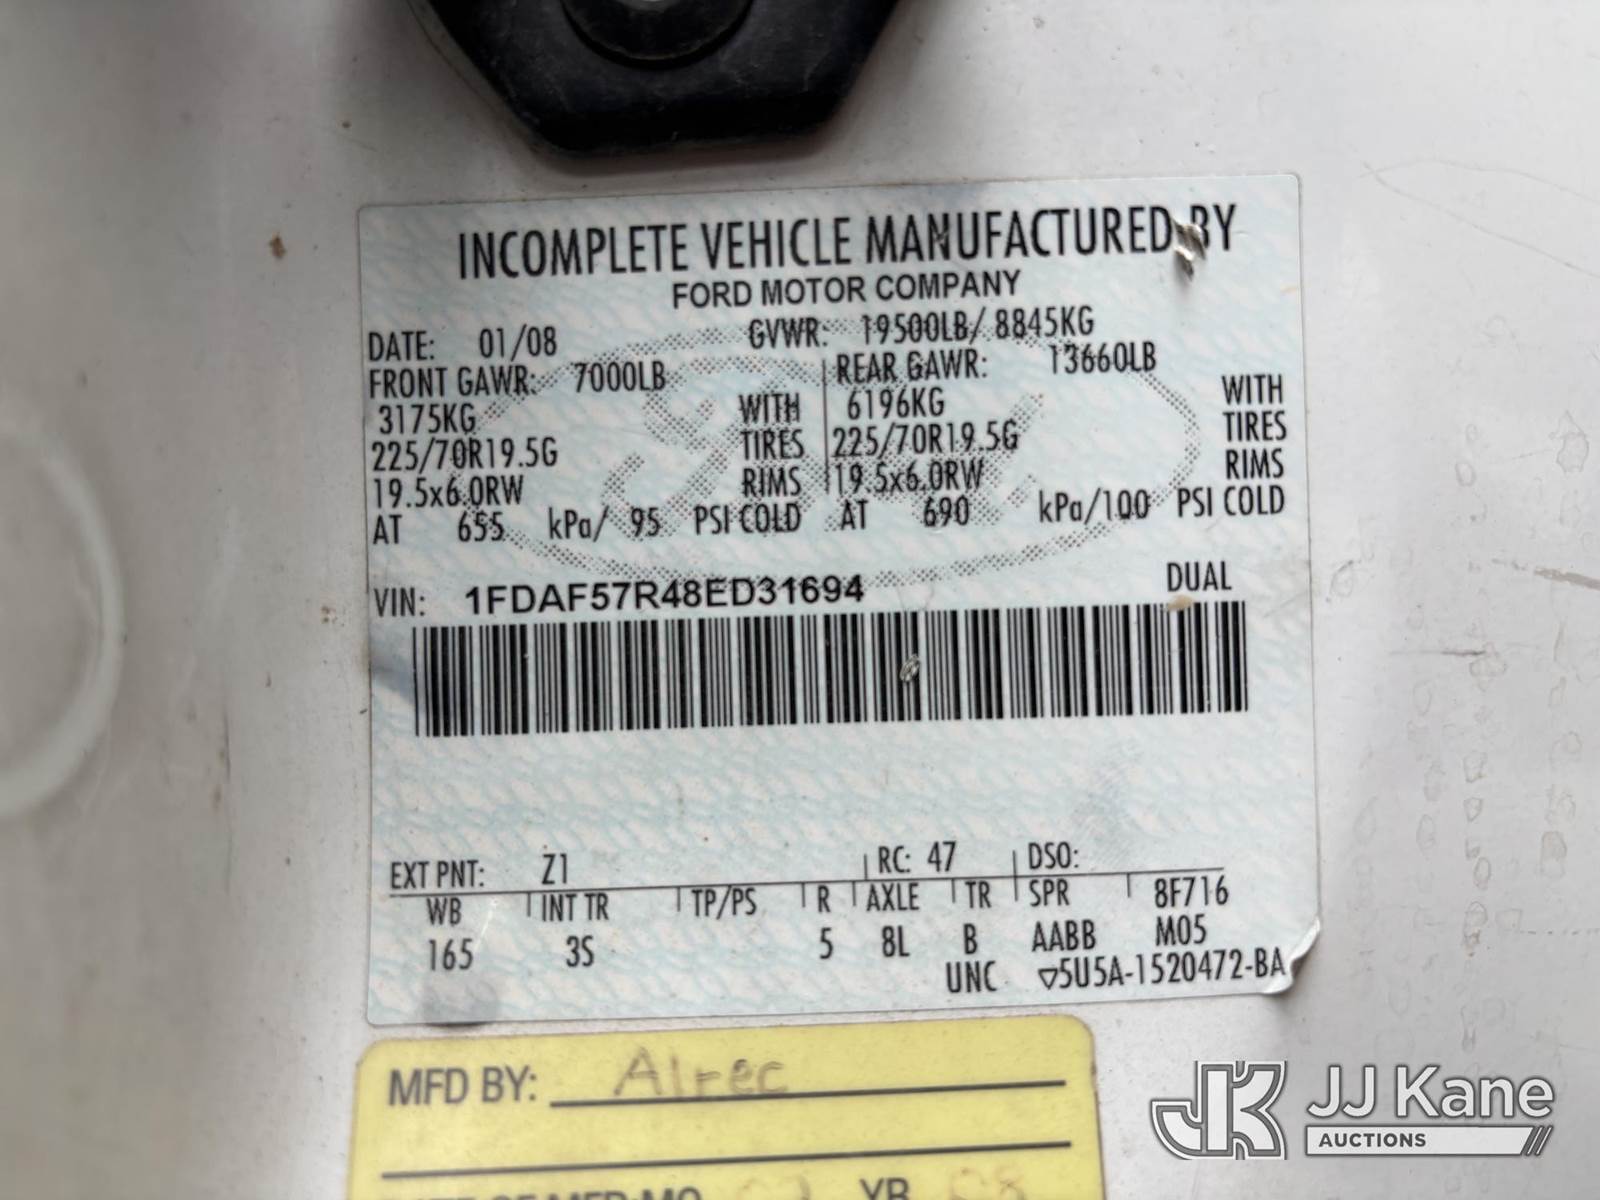 INCOMPLETE VEHICLE MANUFACTURED BY
FORD MOTOR COMPANY
DATE: 01/08 GVWR: 19500LB/ 8845KG
FRONT GAWR: 7000LB REAR GAWR: 13660LB
3175KG WITH 6196KG WITH
225/70R19.5G TIRES 225/70R19.5G TIRES
19.5x6.0RW RIMS 19.5x6.0RW RIMS
AT 655 kPa/ 95 PSI COLD AT 690 kPa/100 PSI COLD
VIN: 1FDAF57R48ED31694 DUAL
EXT PNT: Z1 RC: 47 DSO:
WB INT TR TP/PS R AXLE TR SPR 8F716
165 3S 5 8L B AABB M05
UNC ▽5U5A-1520472-BA
MFD BY: Altec
YR 08
JJ Kane
AUCTIONS